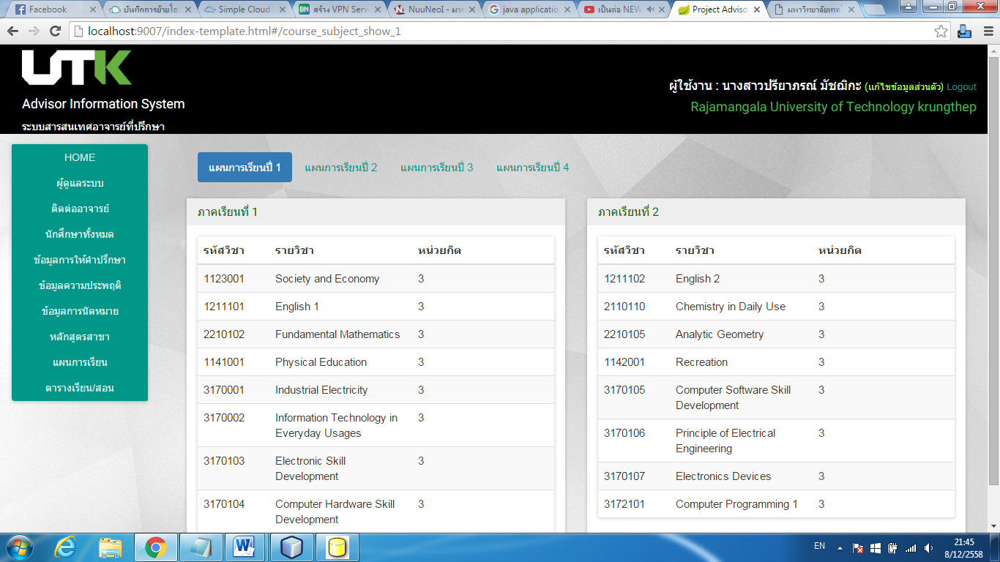 Facebook
บันทึกการย้ายโฮ
Simple Cloud
BN สร้าง VPN Serv
NuuNeoI - มาก
java applicatio
เป็นต่อ NEW
Project Adviso
มหาวิทยาลัยเทคโ
localhost:9007/index-template.html#/course_subject_show_1
UTK
Advisor Information System
ระบบสารสนเทศอาจารย์ที่ปรึกษา
ผู้ใช้งาน : นางสาวปรียาภรณ์ มัชฌิกะ (แก้ไขข้อมูลส่วนตัว) Logout
Rajamangala University of Technology krungthep
HOME
ผู้ดูแลระบบ
ติดต่ออาจารย์
นักศึกษาทั้งหมด
ข้อมูลการให้คำปรึกษา
ข้อมูลความประพฤติ
ข้อมูลการนัดหมาย
หลักสูตรสาขา
แผนการเรียน
ตารางเรียน/สอน
แผนการเรียนปี 1 แผนการเรียนปี 2 แผนการเรียนปี 3 แผนการเรียนปี 4
ภาคเรียนที่ 1
รหัสวิชา รายวิชา หน่วยกิต
1123001 Society and Economy 3
1211101 English 1 3
2210102 Fundamental Mathematics 3
1141001 Physical Education 3
3170001 Industrial Electricity 3
3170002 Information Technology in 3
Everyday Usages
3170103 Electronic Skill 3
Development
3170104 Computer Hardware Skill 3
Development
ภาคเรียนที่ 2
รหัสวิชา รายวิชา หน่วยกิต
1211102 English 2 3
2110110 Chemistry in Daily Use 3
2210105 Analytic Geometry 3
1142001 Recreation 3
3170105 Computer Software Skill 3
Development
3170106 Principle of Electrical 3
Engineering
3170107 Electronics Devices 3
3172101 Computer Programming 1 3
EN
21:45
8/12/2558